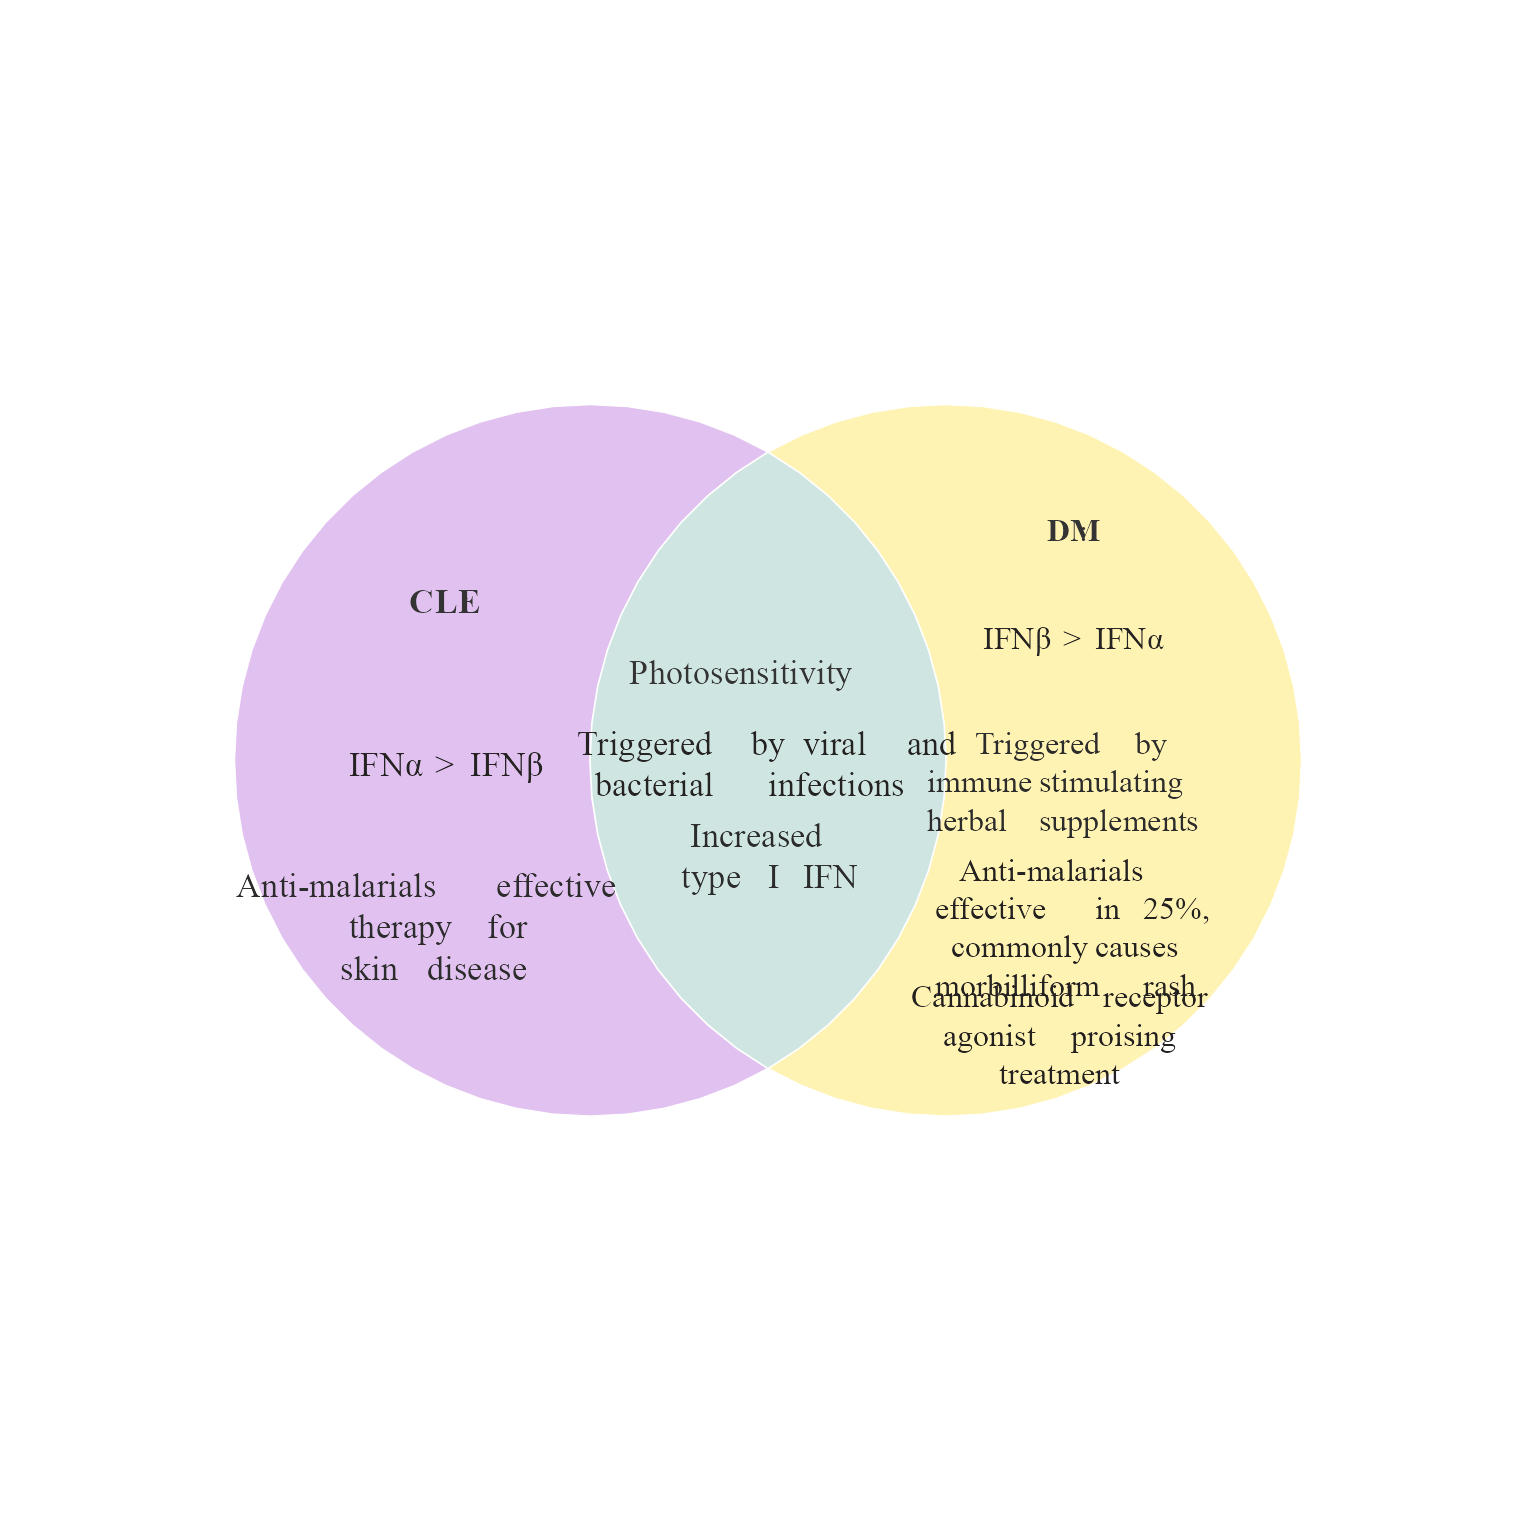 CLE
IFNα > IFNβ
Anti-malarials effective
therapy for
skin disease
Photosensitivity
Triggered by viral and
bacterial infections
Increased
type I IFN
DM
IFNβ > IFNα
Triggered by
immune stimulating
herbal supplements
Anti-malarials
effective in 25%,
commonly causes
morbilliform rash
Cannabinoid receptor
agonist proising
treatment